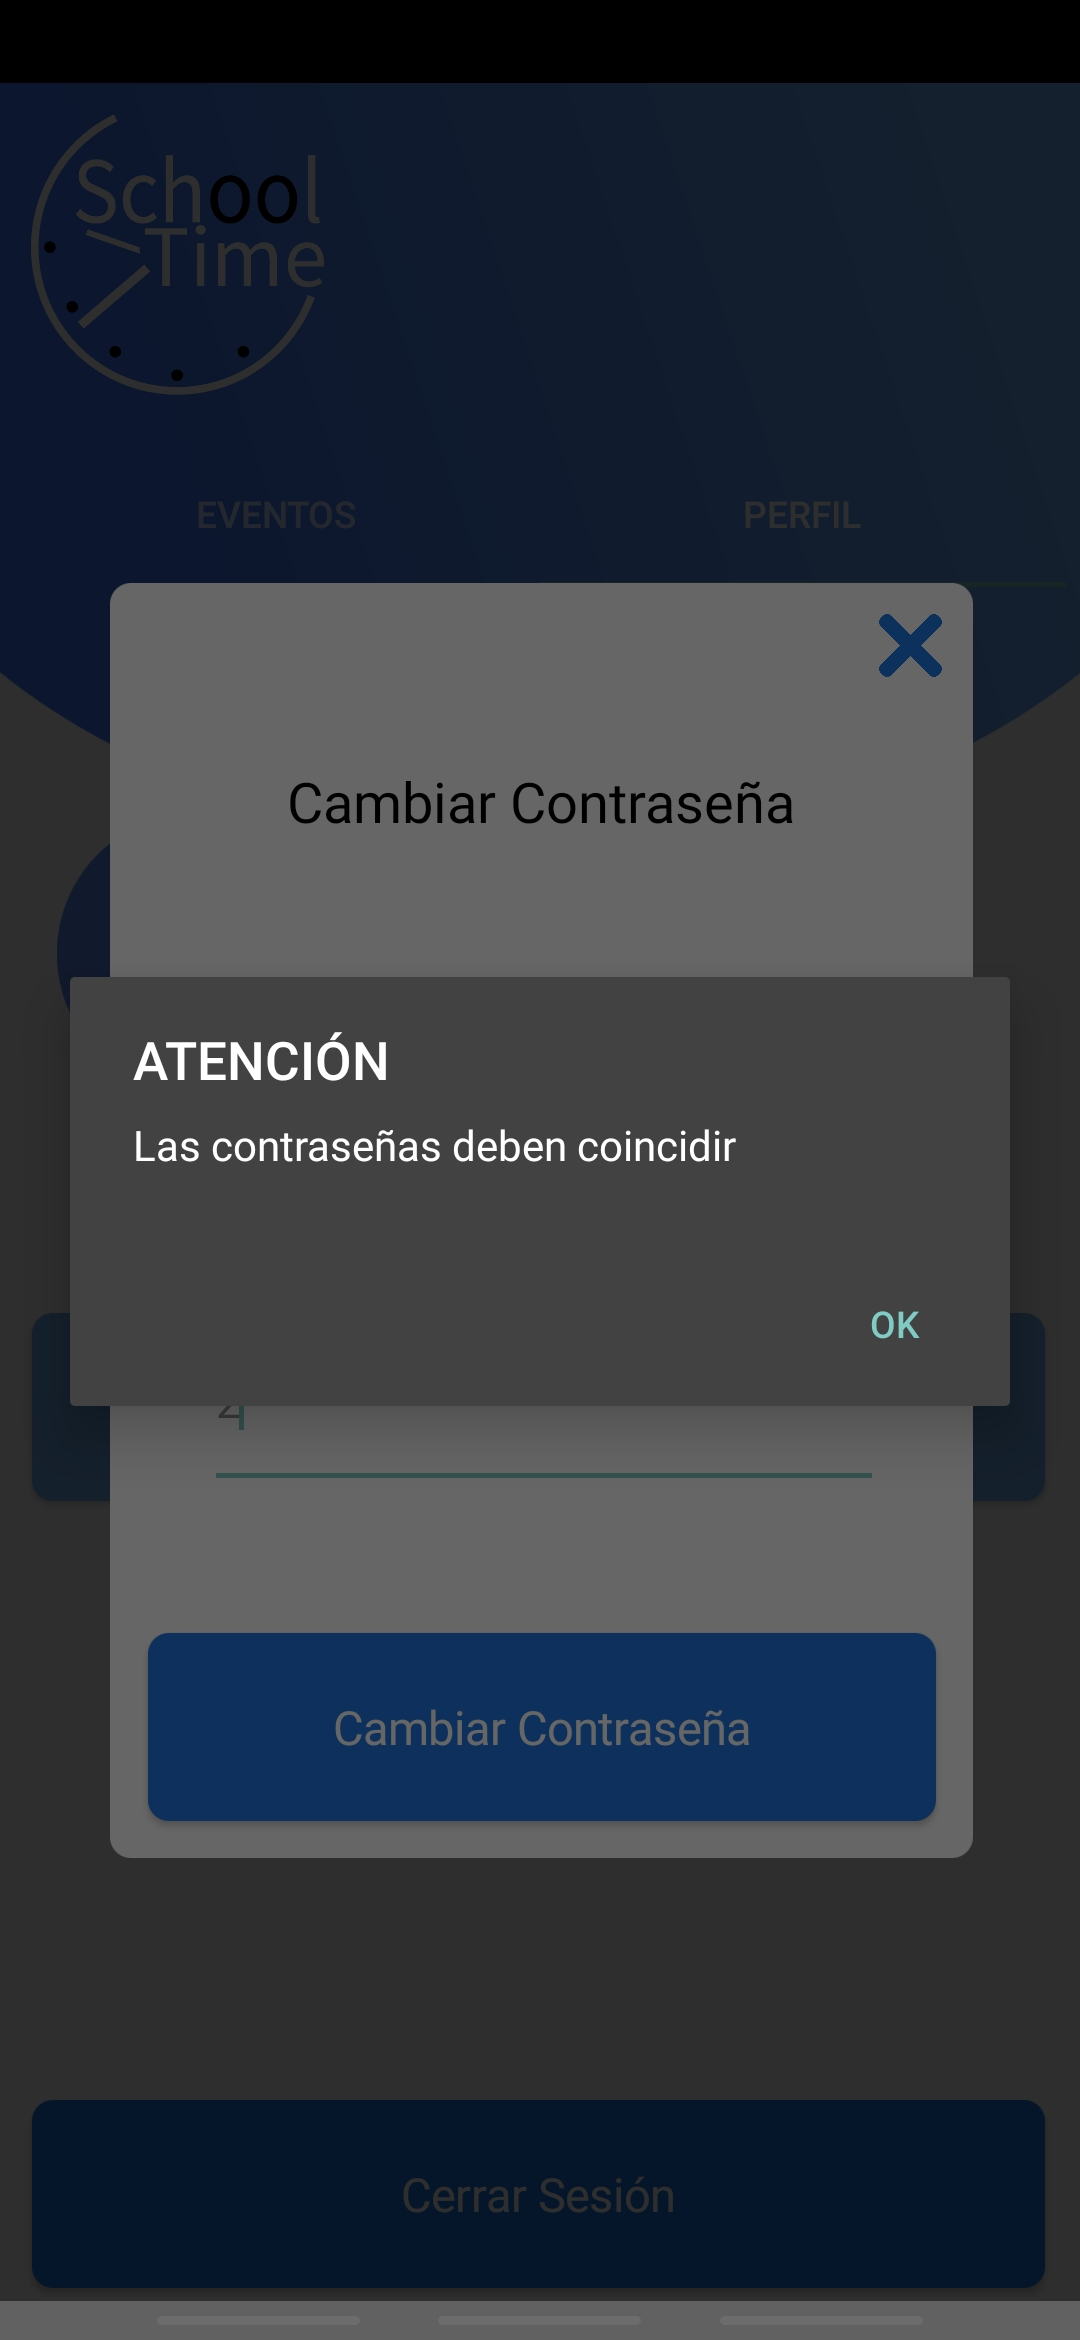 School
Time
EVENTOS
PERFIL
Cambiar Contraseña
ATENCIÓN
Las contraseñas deben coincidir
OK
Cambiar Contraseña
Cerrar Sesión